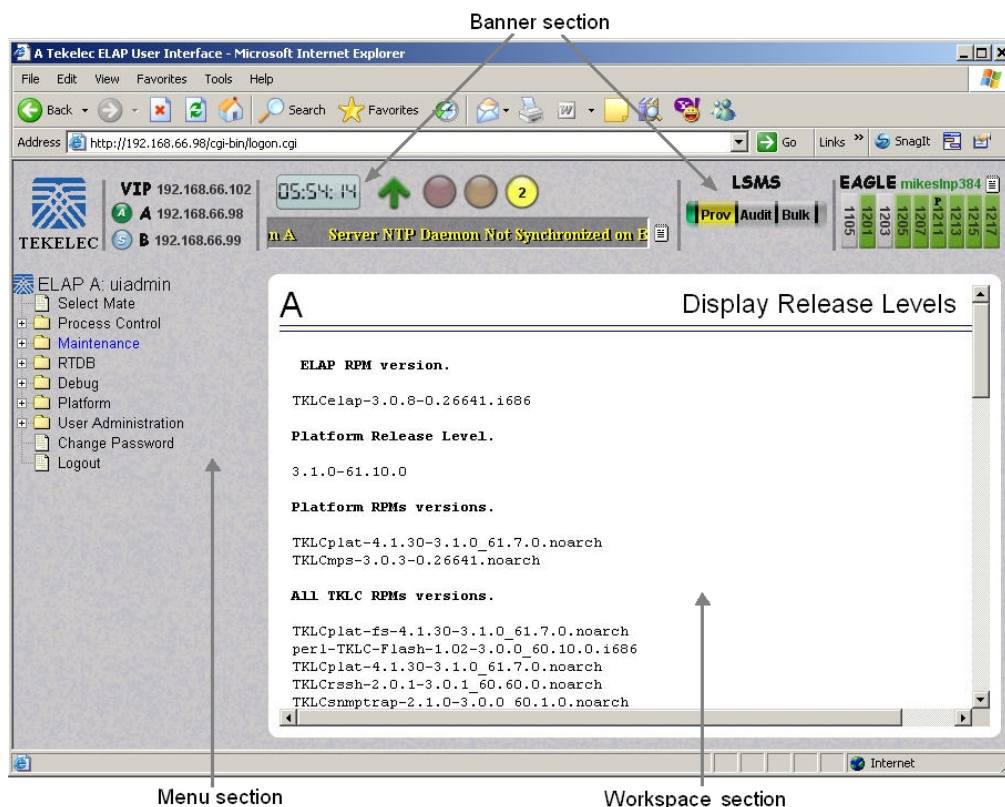 Banner section
A Tekelec ELAP User Interface - Microsoft Internet Explorer
File Edit View Favorites Tools Help
Back Search Favorites
Address http://192.168.66.98/cgi-bin/logon.cgi Go Links » SnagIt
TEKELEC
VIP 192.168.66.102
A A 192.168.66.98
S B 192.168.66.99
05:54:14
2
n A Server NTP Daemon Not Synchronized on B
LSMS
Prov Audit Bulk
EAGLE mikeslnp384
1105 1201 1203 1205 1207 P 1211 1213 1215 1217
ELAP A: uiadmin
Select Mate
Process Control
Maintenance
RTDB
Debug
Platform
User Administration
Change Password
Logout
A Display Release Levels
ELAP RPM version.
TKLCelap-3.0.8-0.26641.i686
Platform Release Level.
3.1.0-61.10.0
Platform RPMs versions.
TKLCplat-4.1.30-3.1.0_61.7.0.noarch
TKLCmps-3.0.3-0.26641.noarch
All TKLC RPMs versions.
TKLCplat-fs-4.1.30-3.1.0_61.7.0.noarch
perl-TKLC-Flash-1.02-3.0.0_60.10.0.i686
TKLCplat-4.1.30-3.1.0_61.7.0.noarch
TKLCrssh-2.0.1-3.0.1_60.60.0.noarch
TKLCsnmptrap-2.1.0-3.0.0_60.1.0.noarch
Internet
Menu section
Workspace section